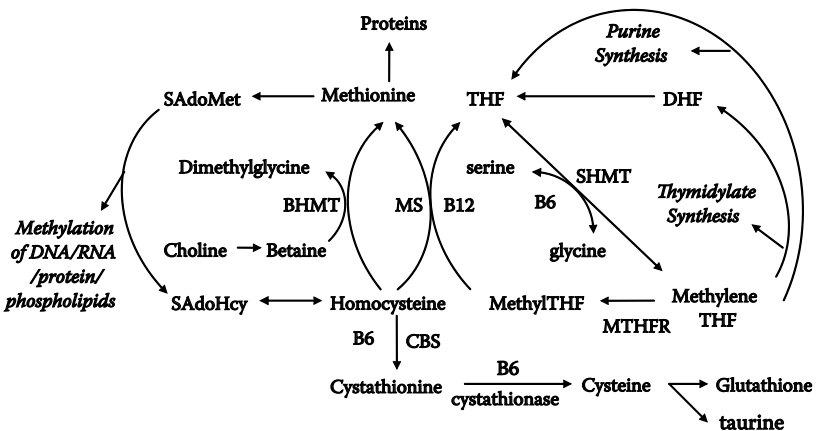 Proteins
Purine
Synthesis
SAdoMet
Methionine
THF
DHF
Dimethylglycine
serine
SHMT
BHMT
MS
B12
B6
Thymidylate
Synthesis
Methylation
of DNA/RNA
/protein/
phospholipids
Choline
Betaine
glycine
SAdoHcy
Homocysteine
MethylTHF
Methylene
THF
MTHFR
B6
CBS
Cystathionine
B6
cystathionase
Cysteine
Glutathione
taurine